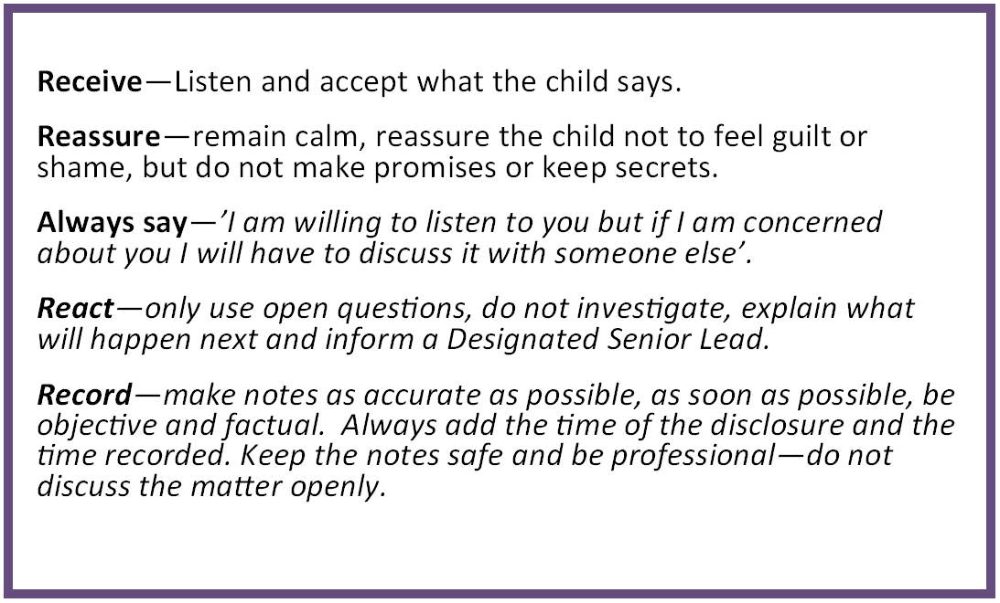 Receive—Listen and accept what the child says.
Reassure—remain calm, reassure the child not to feel guilt or
shame, but do not make promises or keep secrets.
Always say—’I am willing to listen to you but if I am concerned
about you I will have to discuss it with someone else’.
React—only use open questions, do not investigate, explain what
will happen next and inform a Designated Senior Lead.
Record—make notes as accurate as possible, as soon as possible, be
objective and factual.  Always add the time of the disclosure and the
time recorded. Keep the notes safe and be professional—do not
discuss the matter openly.